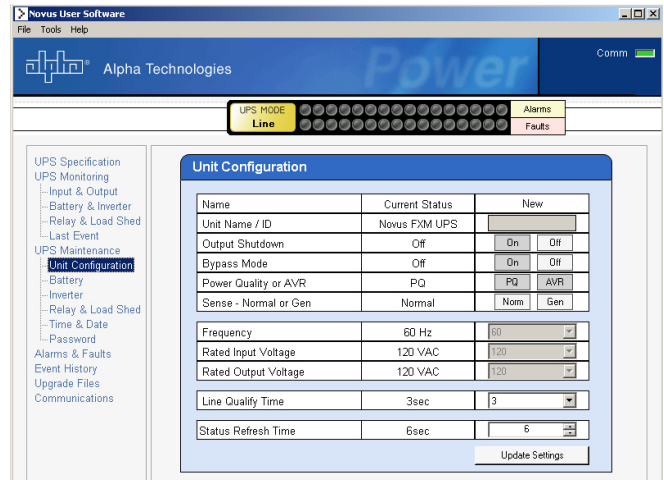 Novus User Software
File Tools Help
alpha® Alpha Technologies
Power
Comm
UPS MODE
Line
Alarms
Faults
UPS Specification
UPS Monitoring
Input & Output
Battery & Inverter
Relay & Load Shed
Last Event
UPS Maintenance
Unit Configuration
Battery
Inverter
Relay & Load Shed
Time & Date
Password
Alarms & Faults
Event History
Upgrade Files
Communications
Unit Configuration
Name Current Status New
Unit Name / ID Novus FXM UPS
Output Shutdown Off On Off
Bypass Mode Off On Off
Power Quality or AVR PQ PQ AVR
Sense - Normal or Gen Normal Norm Gen
Frequency 60 Hz 60
Rated Input Voltage 120 VAC 120
Rated Output Voltage 120 VAC 120
Line Qualify Time 3sec 3
Status Refresh Time 6sec 6
Update Settings